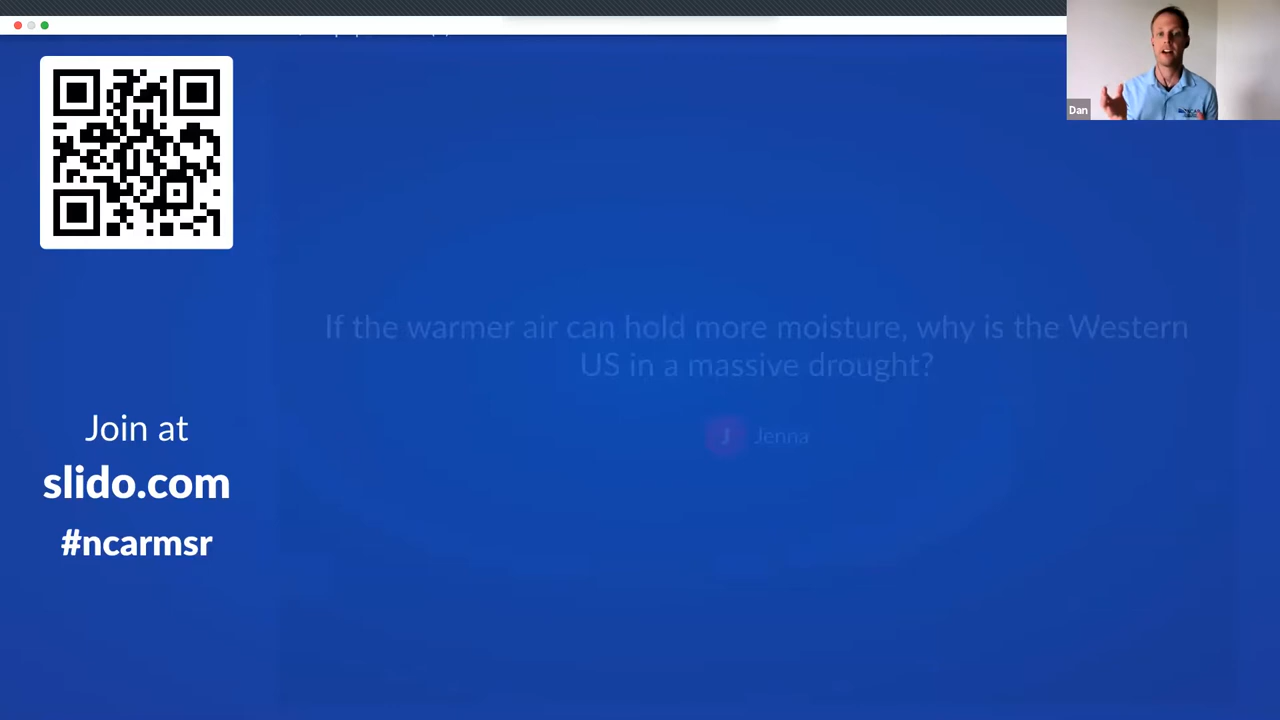 Dan
If the warmer air can hold more moisture, why is the Western
US in a massive drought?
J Jenna
Join at
slido.com
#ncarmsr